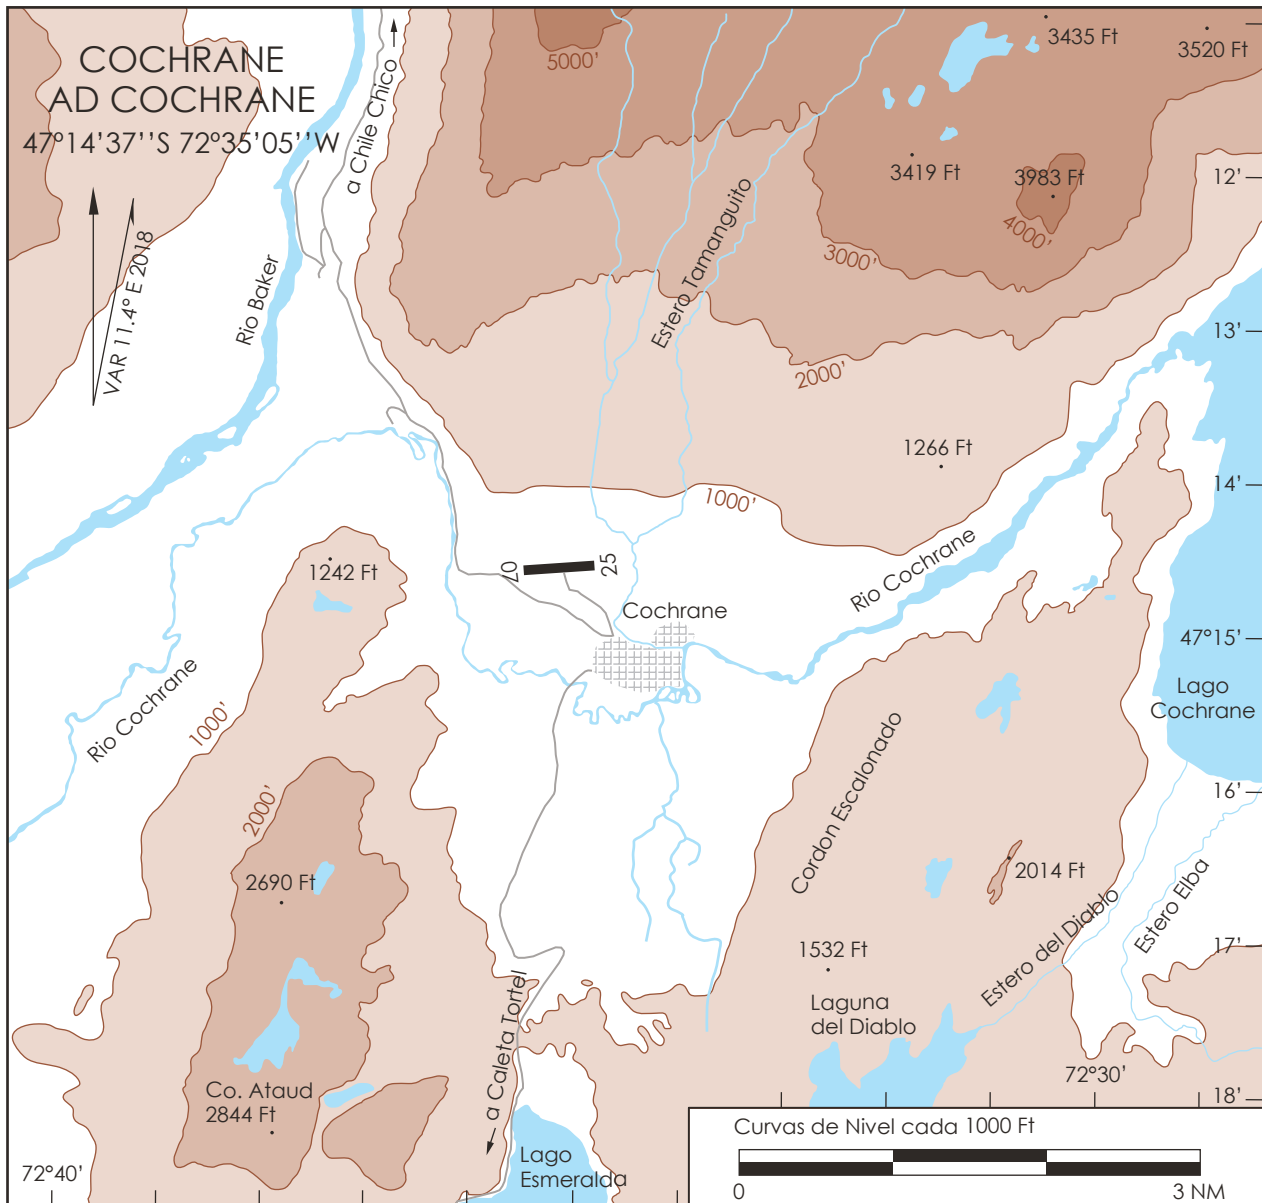 COCHRANE
AD COCHRANE
47°14'37''S 72°35'05''W
a Chile Chico
5000'
3435 Ft
3520 Ft
3419 Ft
3983 Ft
4000'
3000'
12'
VAR 11.4° E 2018
Rio Baker
Estero Tamanguito
13'
2000'
1266 Ft
1000'
14'
1242 Ft
07
25
Cochrane
Rio Cochrane
47°15'
Lago
Cochrane
Rio Cochrane
1000'
Cordon Escalonado
16'
2000'
2690 Ft
2014 Ft
Estero Elba
Estero del Diablo
1532 Ft
17'
Laguna
del Diablo
a Caleta Tortel
Co. Ataud
2844 Ft
72°30'
18'
Curvas de Nivel cada 1000 Ft
0
3 NM
Lago
Esmeralda
72°40'